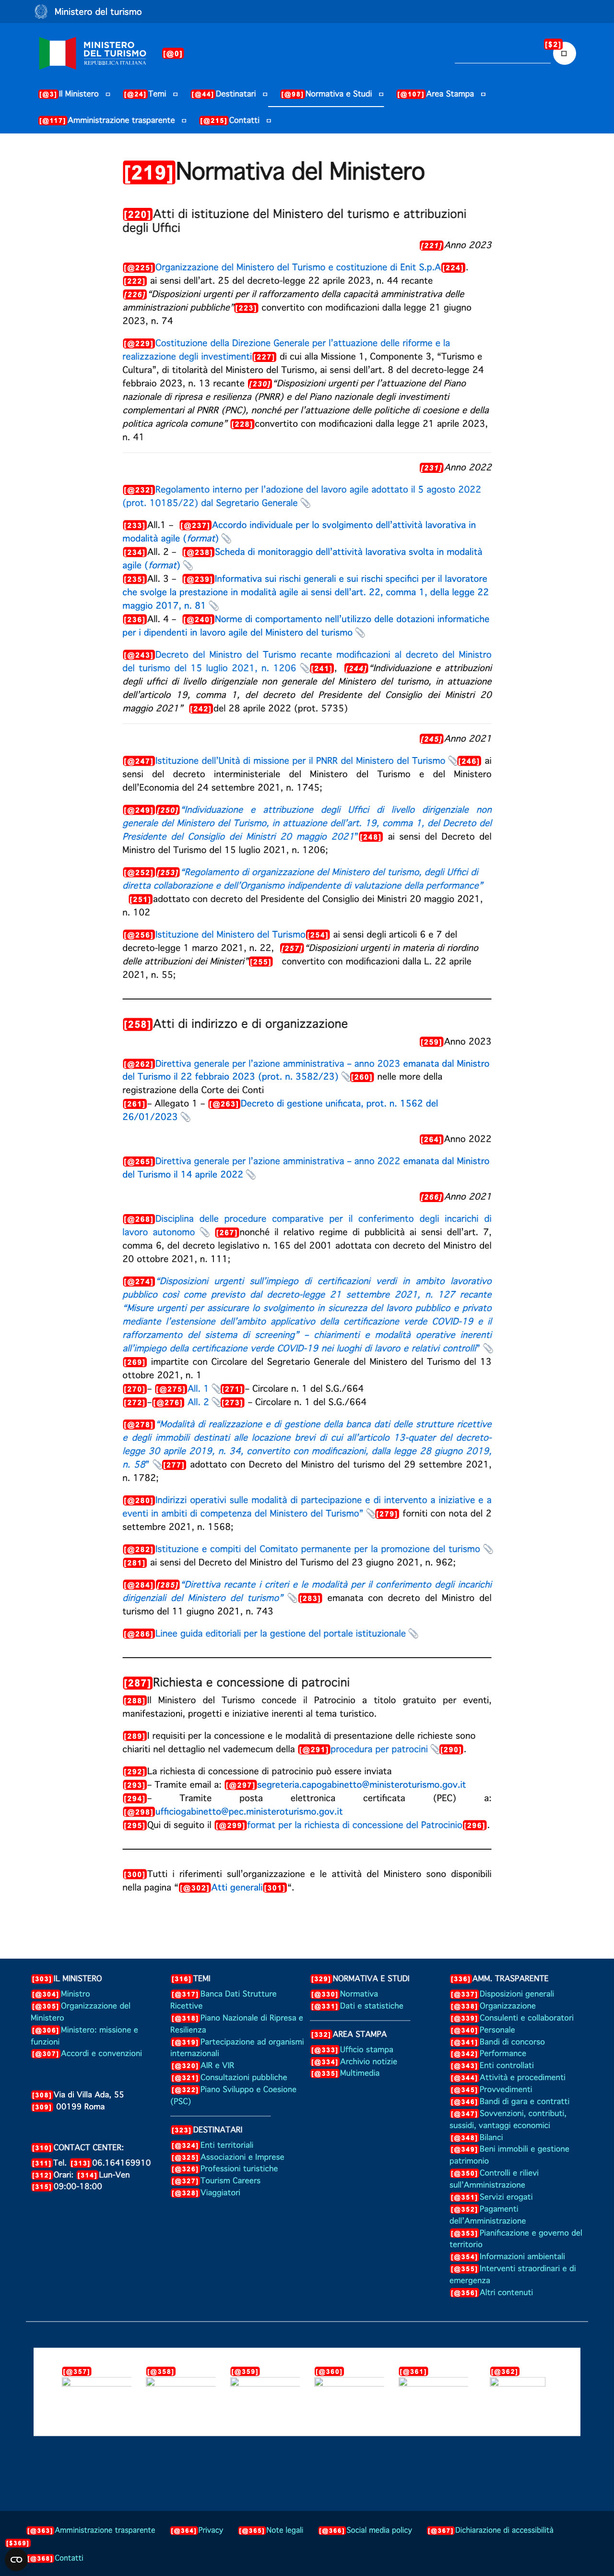 Ministero del turismo
MINISTERO
DEL TURISMO
REPUBBLICA ITALIANA
[@0]
[$2]
[@3] Il Ministero [@24] Temi [@44] Destinatari [@98] Normativa e Studi [@107] Area Stampa
[@117] Amministrazione trasparente [@215] Contatti
[219]Normativa del Ministero
[220]Atti di istituzione del Ministero del turismo e attribuzioni
degli Uffici
[221]Anno 2023
[@225]Organizzazione del Ministero del Turismo e costituzione di Enit S.p.A[224].
[222] ai sensi dell'art. 25 del decreto-legge 22 aprile 2023, n. 44 recante
[226]“Disposizioni urgenti per il rafforzamento della capacità amministrativa delle
amministrazioni pubbliche”[223] convertito con modificazioni dalla legge 21 giugno
2023, n. 74
[@229]Costituzione della Direzione Generale per l'attuazione delle riforme e la
realizzazione degli investimenti[227] di cui alla Misione 1, Componente 3, “Turismo e
Cultura”, di titolarità del Ministero del Turismo, ai sensi dell'art. 8 del decreto-legge 24
febbraio 2023, n. 13 recante [230]“Disposizioni urgenti per l'attuazione del Piano
nazionale di ripresa e resilienza (PNRR) e del Piano nazionale degli investimenti
complementari al PNRR (PNC), nonché per l'attuazione delle politiche di coesione e della
politica agricola comune” [228]convertito con modificazioni dalla legge 21 aprile 2023,
n. 41
[231]Anno 2022
[@232]Regolamento interno per l'adozione del lavoro agile adottato il 5 agosto 2022
(prot. 10185/22) dal Segretario Generale
[233]All.1 – [@237]Accordo individuale per lo svolgimento dell'attività lavorativa in
modalità agile (format)
[234]All. 2 – [@238]Scheda di monitoraggio dell'attività lavorativa svolta in modalità
agile (format)
[235]All. 3 – [@239]Informativa sui rischi generali e sui rischi specifici per il lavoratore
che svolge la prestazione in modalità agile ai sensi dell'art. 22, comma 1, della legge 22
maggio 2017, n. 81
[236]All. 4 – [@240]Norme di comportamento nell'utilizzo delle dotazioni informatiche
per i dipendenti in lavoro agile del Ministero del turismo
[@243]Decreto del Ministro del Turismo recante modificazioni al decreto del Ministro
del turismo del 15 luglio 2021, n. 1206 [241], [244]“Individuazione e attribuzioni
degli uffici di livello dirigenziale non generale del Ministero del turismo, in attuazione
dell'articolo 19, comma 1, del decreto del Presidente del Consiglio dei Ministri 20
maggio 2021” [242]del 28 aprile 2022 (prot. 5735)
[245]Anno 2021
[@247]Istituzione dell'Unità di missione per il PNRR del Ministero del Turismo [246] ai
sensi del decreto interministeriale del Ministero del Turismo e del Ministero
dell'Economia del 24 settembre 2021, n. 1745;
[@249][250]“Individuazione e attribuzione degli Uffici di livello dirigenziale non
generale del Ministero del Turismo, in attuazione dell'art. 19, comma 1, del Decreto del
Presidente del Consiglio dei Ministri 20 maggio 2021”[248] ai sensi del Decreto del
Ministro del Turismo del 15 luglio 2021, n. 1206;
[@252][253]“Regolamento di organizzazione del Ministero del turismo, degli Uffici di
diretta collaborazione e dell'Organismo indipendente di valutazione della performance”
[251]adottato con decreto del Presidente del Consiglio dei Ministri 20 maggio 2021,
n. 102
[@256]Istituzione del Ministero del Turismo[254] ai sensi degli articoli 6 e 7 del
decreto-legge 1 marzo 2021, n. 22, [257]“Disposizioni urgenti in materia di riordino
delle attribuzioni dei Ministeri”[255] convertito con modificazioni dalla L. 22 aprile
2021, n. 55;
[258]Atti di indirizzo e di organizzazione
[259]Anno 2023
[@262]Direttiva generale per l'azione amministrativa – anno 2023 emanata dal Ministro
del Turismo il 22 febbraio 2023 (prot. n. 3582/23) [260] nelle more della
registrazione della Corte dei Conti
[261]– Allegato 1 – [@263]Decreto di gestione unificata, prot. n. 1562 del
26/01/2023
[264]Anno 2022
[@265]Direttiva generale per l'azione amministrativa – anno 2022 emanata dal Ministro
del Turismo il 14 aprile 2022
[266]Anno 2021
[@268]Disciplina delle procedure comparative per il conferimento degli incarichi di
lavoro autonomo [267]nonché il relativo regime di pubblicità ai sensi dell'art. 7,
comma 6, del decreto legislativo n. 165 del 2001 adottata con decreto del Ministro del
20 ottobre 2021, n. 111;
[@274]“Disposizioni urgenti sull'impiego di certificazioni verdi in ambito lavorativo
pubblico così come previsto dal decreto-legge 21 settembre 2021, n. 127 recante
“Misure urgenti per assicurare lo svolgimento in sicurezza del lavoro pubblico e privato
mediante l'estensione dell'ambito applicativo della certificazione verde COVID-19 e il
rafforzamento del sistema di screening” – chiarimenti e modalità operative inerenti
all'impiego della certificazione verde COVID-19 nei luoghi di lavoro e relativi controlli”
[269] impartite con Circolare del Segretario Generale del Ministero del Turismo del 13
ottobre 2021, n. 1
[270]– [@275]All. 1 [271]– Circolare n. 1 del S.G./664
[272]–[@276] All. 2 [273] – Circolare n. 1 del S.G./664
[@278]“Modalità di realizzazione e di gestione della banca dati delle strutture ricettive
e degli immobili destinati alle locazione brevi di cui all'articolo 13-quater del decreto-
legge 30 aprile 2019, n. 34, convertito con modificazioni, dalla legge 28 giugno 2019,
n. 58” [277] adottato con Decreto del Ministro del turismo del 29 settembre 2021,
n. 1782;
[@280]Indirizzi operativi sulle modalità di partecipazione e di intervento a iniziative e a
eventi in ambiti di competenza del Ministero del Turismo” [279] forniti con nota del 2
settembre 2021, n. 1568;
[@282]Istituzione e compiti del Comitato permanente per la promozione del turismo
[281] ai sensi del Decreto del Ministro del Turismo del 23 giugno 2021, n. 962;
[@284][285]“Direttiva recante i criteri e le modalità per il conferimento degli incarichi
dirigenziali del Ministero del turismo” [283] emanata con decreto del Ministro del
turismo del 11 giugno 2021, n. 743
[@286]Linee guida editoriali per la gestione del portale istituzionale
[287]Richiesta e concessione di patrocini
[288]Il Ministero del Turismo concede il Patrocinio a titolo gratuito per eventi,
manifestazioni, progetti e iniziative inerenti al tema turistico.
[289]I requisiti per la concessione e le modalità di presentazione delle richieste sono
chiariti nel dettaglio nel vademecum della [@291]procedura per patrocini [290].
[292]La richiesta di concessione di patrocinio può essere inviata
[293]– Tramite email a: [@297]segreteria.capogabinetto@ministeroturismo.gov.it
[294]– Tramite posta elettronica certificata (PEC) a:
[@298]ufficiogabinetto@pec.ministeroturismo.gov.it
[295]Qui di seguito il [@299]format per la richiesta di concessione del Patrocinio[296].
[300]Tutti i riferimenti sull'organizzazione e le attività del Ministero sono disponibili
nella pagina “[@302]Atti generali[301]“.
[303]IL MINISTERO
[@304]Ministro
[@305]Organizzazione del
Ministero
[@306]Ministero: missione e
funzioni
[@307]Accordi e convenzioni
[308]Via di Villa Ada, 55
[309] 00199 Roma
[310]CONTACT CENTER:
[311]Tel. [313]06.164169910
[312]Orari: [314]Lun-Ven
[315]09:00-18:00
[316]TEMI
[@317]Banca Dati Strutture
Ricettive
[@318]Piano Nazionale di Ripresa e
Resilienza
[@319]Partecipazione ad organismi
internazionali
[@320]AIR e VIR
[@321]Consultazioni pubbliche
[@322]Piano Sviluppo e Coesione
(PSC)
[323]DESTINATARI
[@324]Enti territoriali
[@325]Associazioni e Imprese
[@326]Professioni turistiche
[@327]Tourism Careers
[@328]Viaggiatori
[329]NORMATIVA E STUDI
[@330]Normativa
[@331]Dati e statistiche
[332]AREA STAMPA
[@333]Ufficio stampa
[@334]Archivio notizie
[@335]Multimedia
[336]AMM. TRASPARENTE
[@337]Disposizioni generali
[@338]Organizzazione
[@339]Consulenti e collaboratori
[@340]Personale
[@341]Bandi di concorso
[@342]Performance
[@343]Enti controllati
[@344]Attività e procedimenti
[@345]Provvedimenti
[@346]Bandi di gara e contratti
[@347]Sovvenzioni, contributi,
sussidi, vantaggi economici
[@348]Bilanci
[@349]Beni immobili e gestione
patrimonio
[@350]Controlli e rilievi
sull'Amministrazione
[@351]Servizi erogati
[@352]Pagamenti
dell'Amministrazione
[@353]Pianificazione e governo del
territorio
[@354]Informazioni ambientali
[@355]Interventi straordinari e di
emergenza
[@356]Altri contenuti
[@357] [@358] [@359] [@360] [@361] [@362]
[@363]Amministrazione trasparente [@364]Privacy [@365]Note legali [@366]Social media policy [@367]Dichiarazione di accessibilità
[$369]
[@368]Contatti